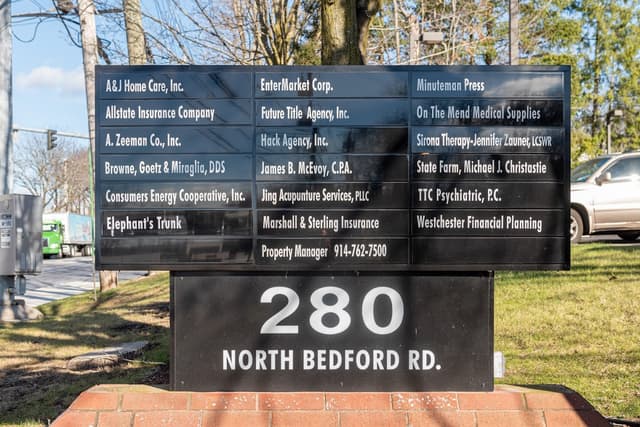 A&J Home Care, Inc.
Allstate Insurance Company
A. Zeeman Co., Inc.
Browne, Goetz & Miraglia, DDS
Consumers Energy Cooperative, Inc.
Elephant's Trunk
EnterMarket Corp.
Future Title Agency, Inc.
Hack Agency, Inc.
James B. McEvoy, C.P.A.
Jing Acupunture Services, PLLC
Marshall & Sterling Insurance
Property Manager 914-762-7500
Minuteman Press
On The Mend Medical Supplies
Sirona Therapy-Jennifer Zauner, LCSWR
State Farm, Michael J. Christastie
TTC Psychiatric, P.C.
Westchester Financial Planning
280
NORTH BEDFORD RD.